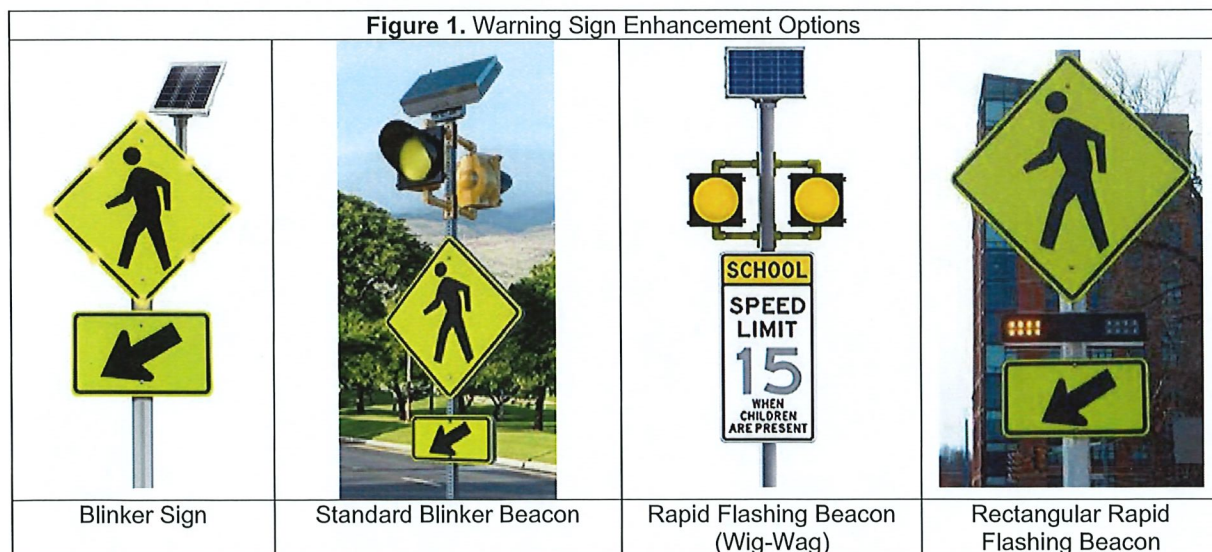 Figure 1. Warning Sign Enhancement Options
SCHOOL
SPEED
LIMIT
15
WHEN
CHILDREN
ARE PRESENT
Blinker Sign
Standard Blinker Beacon
Rapid Flashing Beacon
(Wig-Wag)
Rectangular Rapid
Flashing Beacon